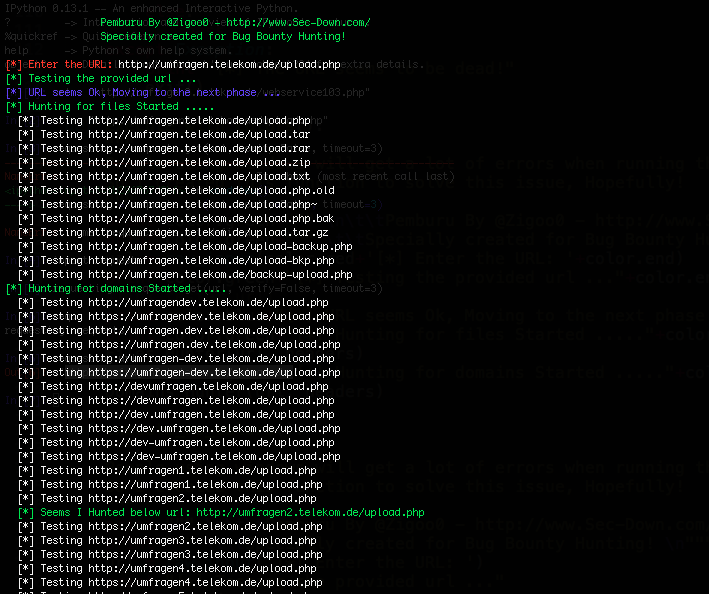 IPython 0.13.1 -- An enhanced Interactive Python.
Pemburu By @Zigoo0 - http://www.Sec-Down.com/
Specially created for Bug Bounty Hunting!
help -> Python's own help system.
[*] Enter the URL: http://umfragen.telekom.de/upload.php extra details.
[*] Testing the provided url ...
[*] URL seems Ok, Moving to the next phase ...
[*] Hunting for files Started .....
[*] Testing http://umfragen.telekom.de/upload.php
[*] Testing http://umfragen.telekom.de/upload.tar
[*] Testing http://umfragen.telekom.de/upload.rar
[*] Testing http://umfragen.telekom.de/upload.zip
[*] Testing http://umfragen.telekom.de/upload.txt (most recent call last)
[*] Testing http://umfragen.telekom.de/upload.php.old
[*] Testing http://umfragen.telekom.de/upload.php~
[*] Testing http://umfragen.telekom.de/upload.php.bak
[*] Testing http://umfragen.telekom.de/upload.tar.gz
[*] Testing http://umfragen.telekom.de/upload-backup.php
[*] Testing http://umfragen.telekom.de/upload-bkp.php
[*] Testing http://umfragen.telekom.de/backup-upload.php
[*] Hunting for domains Started .....
[*] Testing http://umfragendev.telekom.de/upload.php
[*] Testing https://umfragendev.telekom.de/upload.php
[*] Testing http://umfragen.dev.telekom.de/upload.php
[*] Testing https://umfragen.dev.telekom.de/upload.php
[*] Testing http://umfragen-dev.telekom.de/upload.php
[*] Testing https://umfragen-dev.telekom.de/upload.php
[*] Testing http://devumfragen.telekom.de/upload.php
[*] Testing https://devumfragen.telekom.de/upload.php
[*] Testing http://dev.umfragen.telekom.de/upload.php
[*] Testing https://dev.umfragen.telekom.de/upload.php
[*] Testing http://dev-umfragen.telekom.de/upload.php
[*] Testing https://dev-umfragen.telekom.de/upload.php
[*] Testing http://umfragen1.telekom.de/upload.php
[*] Testing https://umfragen1.telekom.de/upload.php
[*] Testing http://umfragen2.telekom.de/upload.php
[*] Seems I Hunted below url: http://umfragen2.telekom.de/upload.php
[*] Testing https://umfragen2.telekom.de/upload.php
[*] Testing http://umfragen3.telekom.de/upload.php
[*] Testing https://umfragen3.telekom.de/upload.php
[*] Testing http://umfragen4.telekom.de/upload.php
[*] Testing https://umfragen4.telekom.de/upload.php